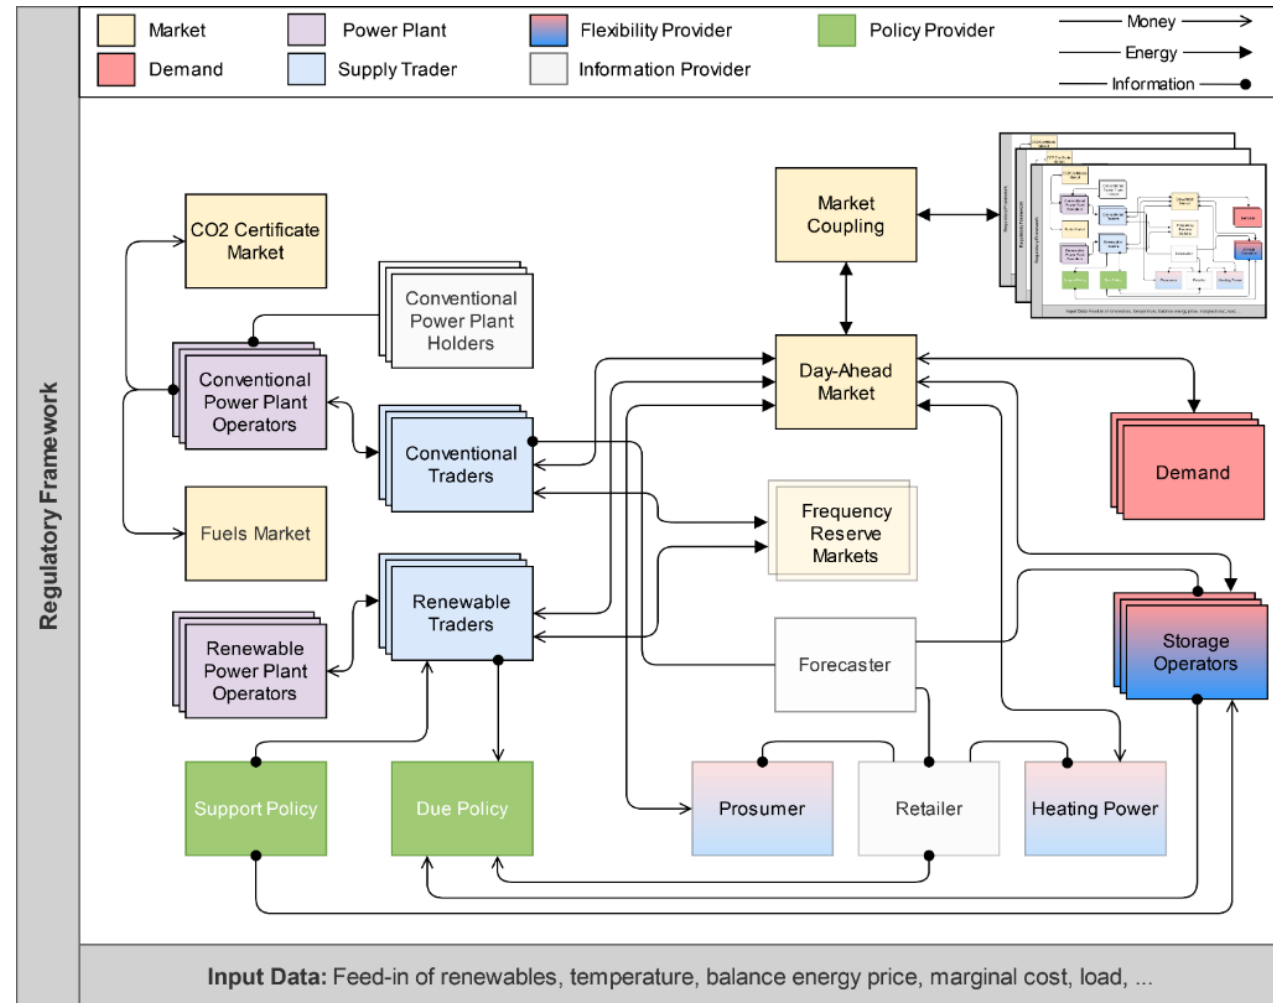 Market
Power Plant
Flexibility Provider
Policy Provider
Money
Energy
Information
Demand
Supply Trader
Information Provider
Regulatory Framework
CO2 Certificate
Market
Market
Coupling
Conventional
Power Plant
Holders
Conventional
Power Plant
Operators
Day-Ahead
Market
Conventional
Traders
Demand
Fuels Market
Frequency
Reserve
Markets
Renewable
Traders
Renewable
Power Plant
Operators
Forecaster
Storage
Operators
Support Policy
Due Policy
Prosumer
Retailer
Heating Power
Input Data: Feed-in of renewables, temperature, balance energy price, marginal cost, load, ...